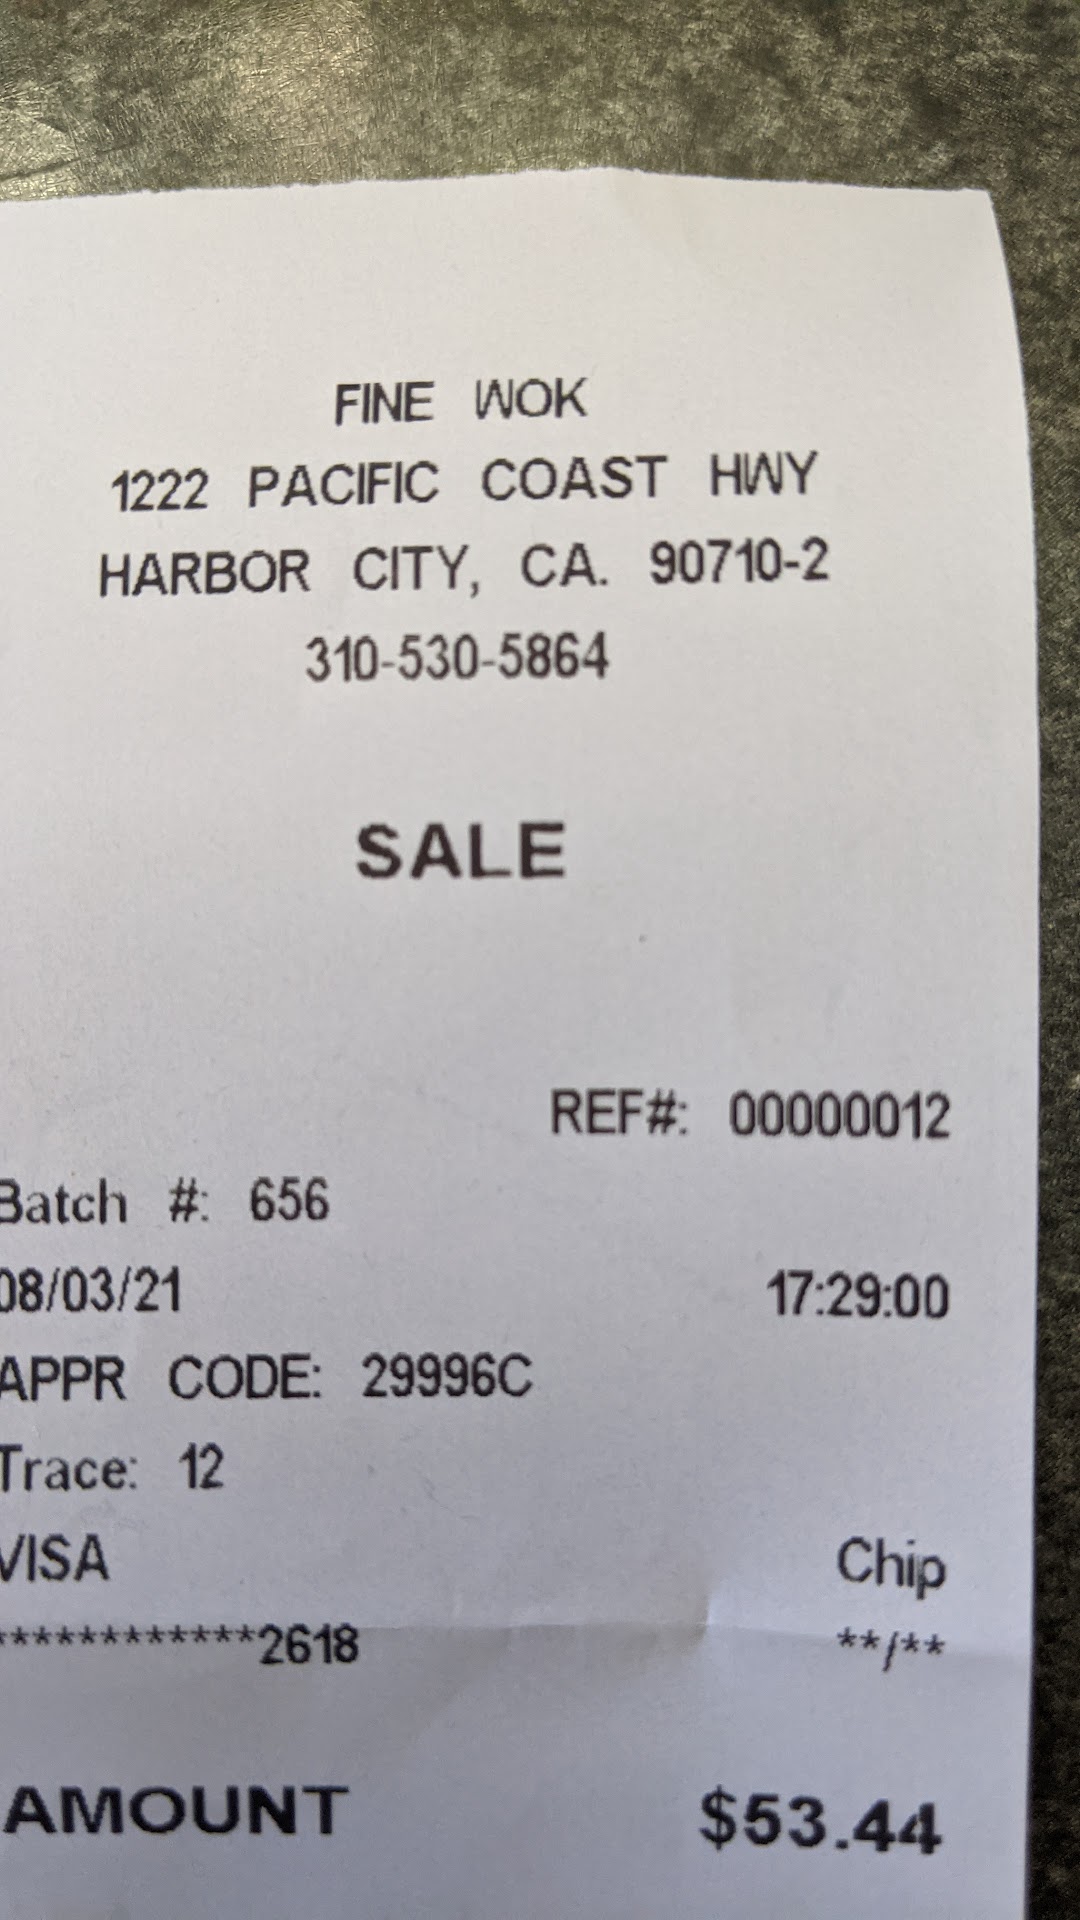 FINE WOK
1222 PACIFIC COAST HWY
HARBOR CITY, CA. 90710-2
310-530-5864
SALE
REF#: 00000012
Batch #: 656
08/03/21 17:29:00
APPR CODE: 29996C
Trace: 12
VISA Chip
************2618 **/**
AMOUNT $53.44